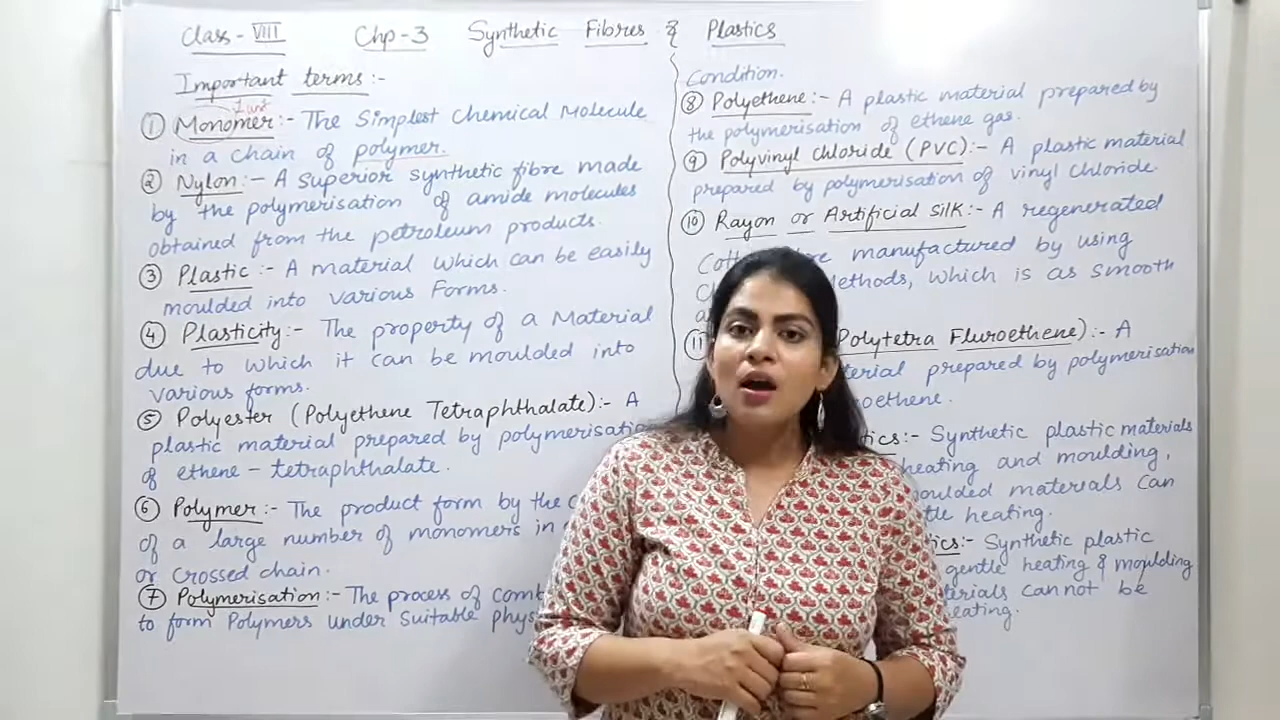 Class - VIII Chp - 3 Synthetic Fibres & Plastics
Important terms :-
① Monomer :- The Simplest Chemical Molecule
in a chain of polymer.
② Nylon :- A superior synthetic fibre made
by the polymerisation of amide molecules
obtained from the petroleum products.
③ Plastic :- A material which can be easily
moulded into various Forms.
④ Plasticity :- The property of a Material
due to which it can be moulded into
various forms.
⑤ Polyester (Polyethene Tetraphthalate) :- A
plastic material prepared by polymerisatio
of ethene - tetraphthalate.
⑥ Polymer :- The product form by the
of a large number of monomers in
or crossed chain.
⑦ Polymerisation :- The process of comb
to form Polymers under suitable phys
Condition.
⑧ Polyethene :- A plastic material prepared by
the polymerisation of ethene gas.
⑨ Polyvinyl Chloride (PVC) :- A plastic material
prepared by polymerisation of vinyl chloride.
⑩ Rayon or Artificial Silk :- A regenerated
manufactured by using
which is as smooth
⑪ Polytetra Fluroethene) :- A
prepared by polymerisation
oethene.
tics :- Synthetic plastic materials
heating and moulding,
moulded materials can
heating.
tics :- Synthetic plastic
gentle heating & moulding
cannot be
heating.